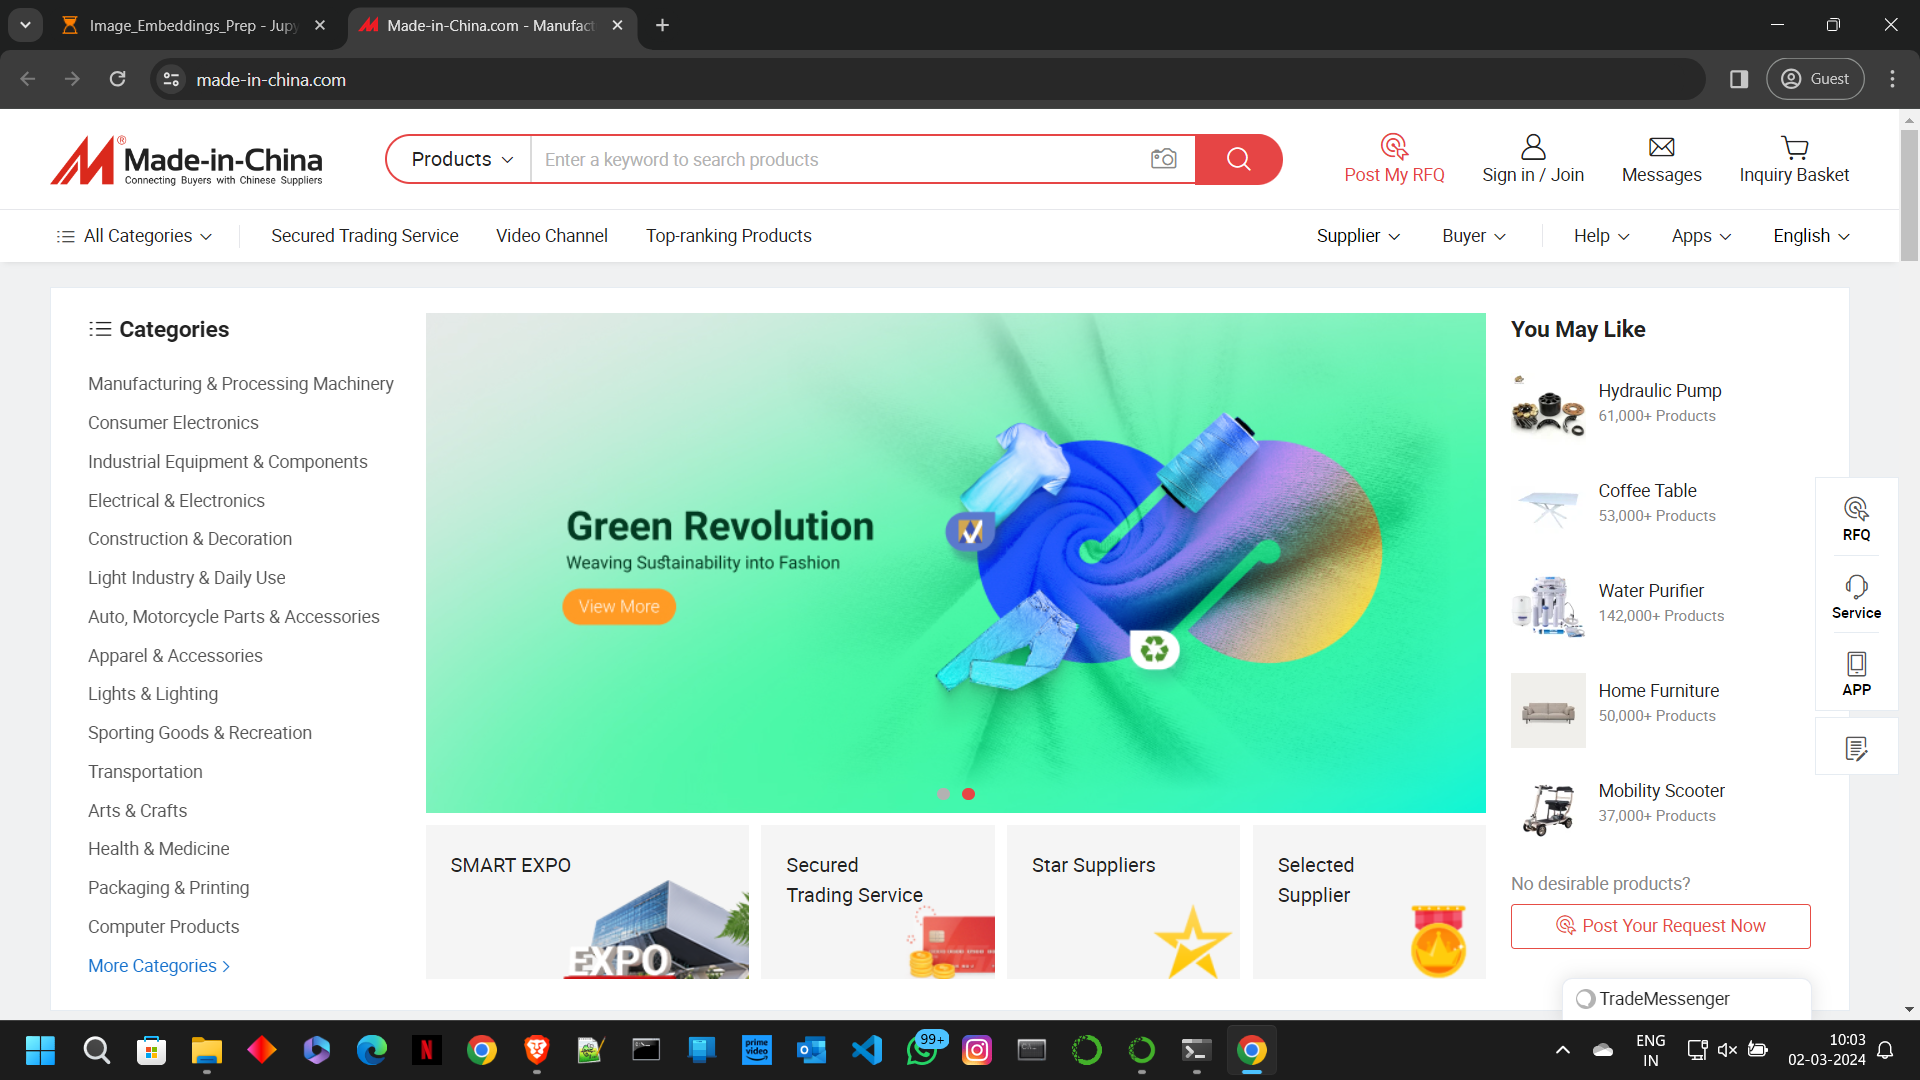 Image_Embeddings_Prep - Jup
Made-in-China.com - Manufact
made-in-china.com
Guest
Made-in-China®
Connecting Buyers with Chinese Suppliers
Products
Enter a keyword to search products
Post My RFQ
Sign in / Join
Messages
Inquiry Basket
All Categories
Secured Trading Service
Video Channel
Top-ranking Products
Supplier
Buyer
Help
Apps
English
Categories
Manufacturing & Processing Machinery
Consumer Electronics
Industrial Equipment & Components
Electrical & Electronics
Construction & Decoration
Light Industry & Daily Use
Auto, Motorcycle Parts & Accessories
Apparel & Accessories
Lights & Lighting
Sporting Goods & Recreation
Transportation
Arts & Crafts
Health & Medicine
Packaging & Printing
Computer Products
More Categories
Green Revolution
Weaving Sustainability into Fashion
View More
SMART EXPO
EXPO
Secured
Trading Service
Star Suppliers
Selected
Supplier
You May Like
Hydraulic Pump
61,000+ Products
Coffee Table
53,000+ Products
Water Purifier
142,000+ Products
Home Furniture
50,000+ Products
Mobility Scooter
37,000+ Products
No desirable products?
Post Your Request Now
RFQ
Service
APP
TradeMessenger
N
prime
video
99+
ENG
IN
10:03
02-03-2024